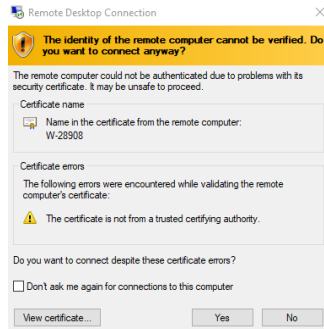 Remote Desktop Connection
The identity of the remote computer cannot be verified. Do
you want to connect anyway?
The remote computer could not be authenticated due to problems with its
security certificate. It may be unsafe to proceed.
Certificate name
Name in the certificate from the remote computer:
W-28908
Certificate errors
The following errors were encountered while validating the remote
computer's certificate:
The certificate is not from a trusted certifying authority.
Do you want to connect despite these certificate errors?
Don't ask me again for connections to this computer
View certificate...
Yes
No